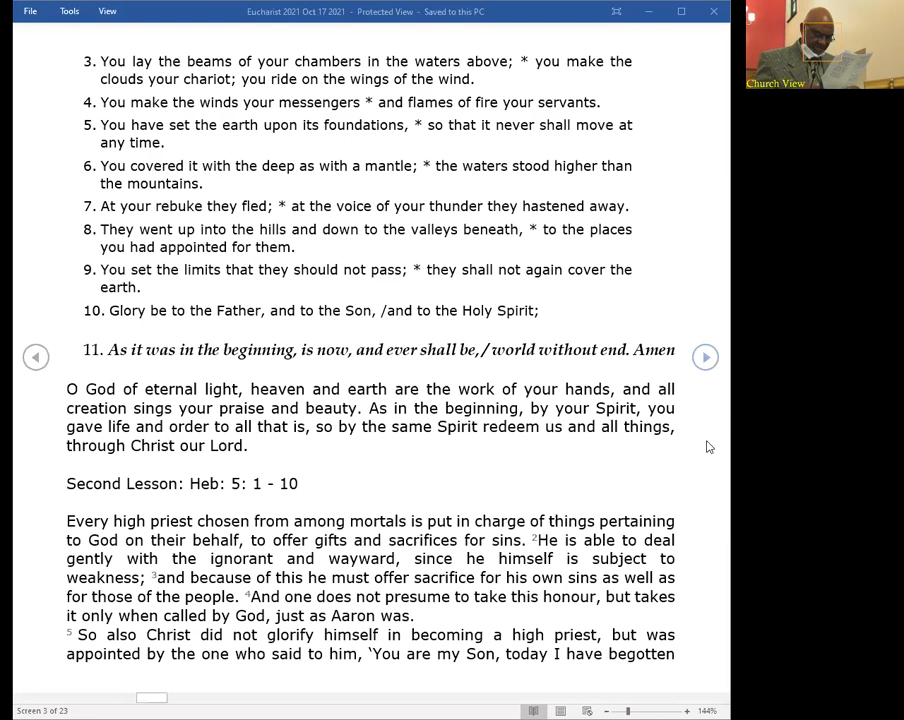 File Tools View Eucharist 2021 Oct 17 2021 - Protected View - Saved to this PC
3. You lay the beams of your chambers in the waters above; * you make the
clouds your chariot; you ride on the wings of the wind.
4. You make the winds your messengers * and flames of fire your servants.
5. You have set the earth upon its foundations, * so that it never shall move at
any time.
6. You covered it with the deep as with a mantle; * the waters stood higher than
the mountains.
7. At your rebuke they fled; * at the voice of your thunder they hastened away.
8. They went up into the hills and down to the valleys beneath, * to the places
you had appointed for them.
9. You set the limits that they should not pass; * they shall not again cover the
earth.
10. Glory be to the Father, and to the Son, /and to the Holy Spirit;
11. As it was in the beginning, is now, and ever shall be,/ world without end. Amen
O God of eternal light, heaven and earth are the work of your hands, and all
creation sings your praise and beauty. As in the beginning, by your Spirit, you
gave life and order to all that is, so by the same Spirit redeem us and all things,
through Christ our Lord.
Second Lesson: Heb: 5: 1 - 10
Every high priest chosen from among mortals is put in charge of things pertaining
to God on their behalf, to offer gifts and sacrifices for sins. 2He is able to deal
gently with the ignorant and wayward, since he himself is subject to
weakness; 3and because of this he must offer sacrifice for his own sins as well as
for those of the people. 4And one does not presume to take this honour, but takes
it only when called by God, just as Aaron was.
5 So also Christ did not glorify himself in becoming a high priest, but was
appointed by the one who said to him, ‘You are my Son, today I have begotten
Screen 3 of 23
144%
Church View